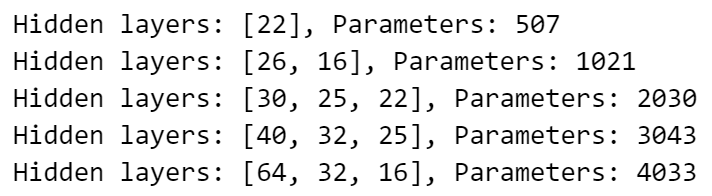 Hidden layers: [22], Parameters: 507
Hidden layers: [26, 16], Parameters: 1021
Hidden layers: [30, 25, 22], Parameters: 2030
Hidden layers: [40, 32, 25], Parameters: 3043
Hidden layers: [64, 32, 16], Parameters: 4033